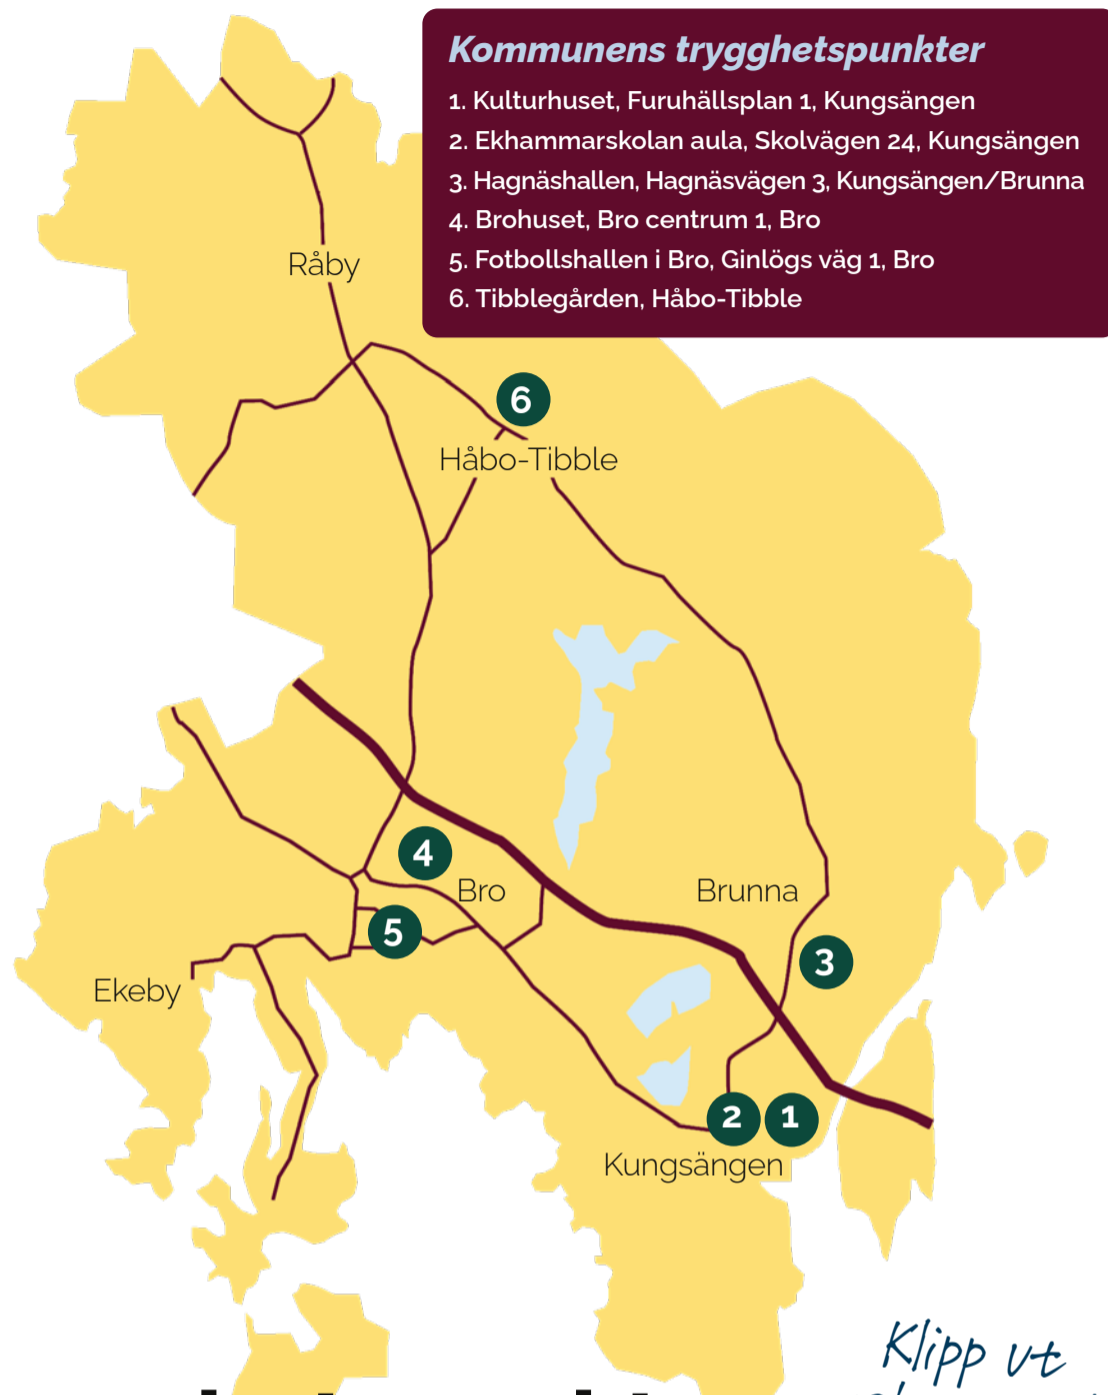 Kommunens trygghetspunkter
1. Kulturhuset, Furuhällsplan 1, Kungsängen
2. Ekhammarskolan aula, Skolvägen 24, Kungsängen
3. Hagnäshallen, Hagnäsvägen 3, Kungsängen/Brunna
4. Brohuset, Bro centrum 1, Bro
5. Fotbollshallen i Bro, Ginlögs väg 1, Bro
6. Tibblegården, Håbo-Tibble
Råby
6
Håbo-Tibble
4
Bro
Brunna
5
3
Ekeby
2 1
Kungsängen
Klipp ut